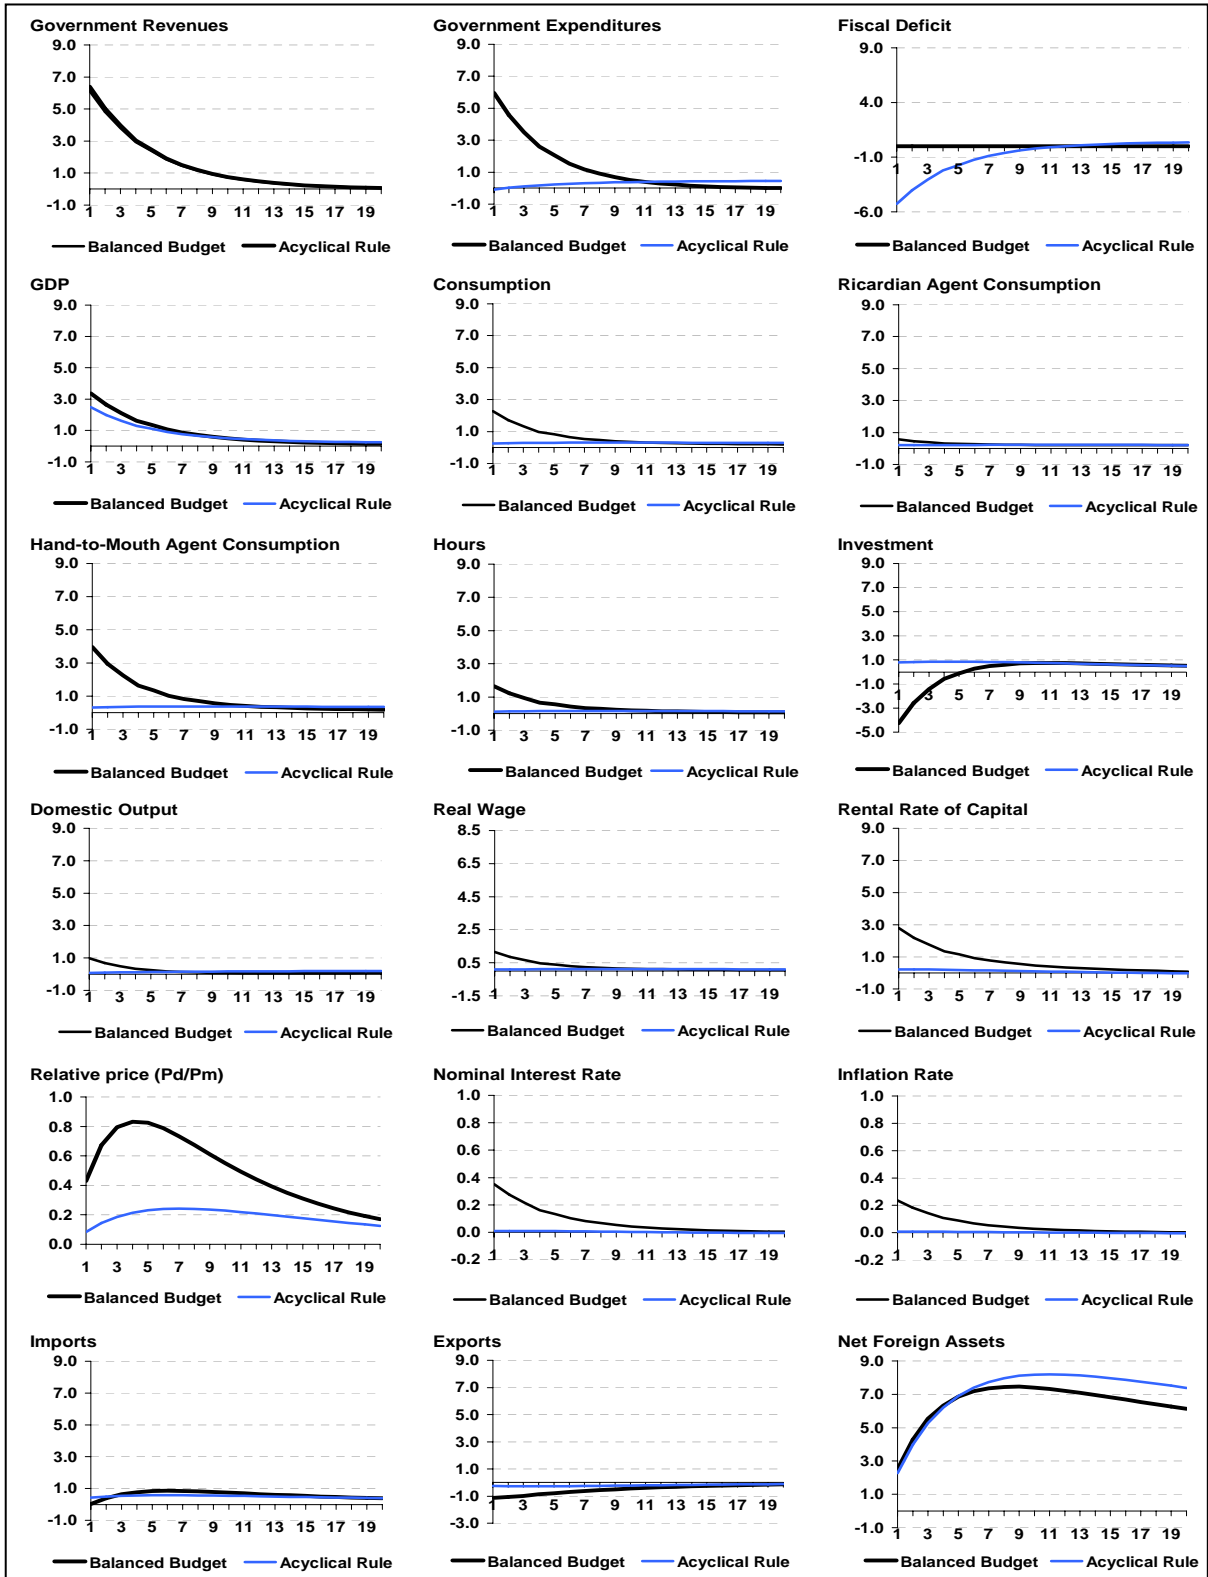 Government Revenues
9.0
7.0
5.0
3.0
1.0
-1.0
1 3 5 7 9 11 13 15 17 19
Balanced Budget Acyclical Rule
Government Expenditures
9.0
7.0
5.0
3.0
1.0
-1.0
1 3 5 7 9 11 13 15 17 19
Balanced Budget Acyclical Rule
Fiscal Deficit
9.0
4.0
-1.0
-6.0
1 3 5 7 9 11 13 15 17 19
Balanced Budget Acyclical Rule
GDP
9.0
7.0
5.0
3.0
1.0
-1.0
1 3 5 7 9 11 13 15 17 19
Balanced Budget Acyclical Rule
Consumption
9.0
7.0
5.0
3.0
1.0
-1.0
1 3 5 7 9 11 13 15 17 19
Balanced Budget Acyclical Rule
Ricardian Agent Consumption
9.0
7.0
5.0
3.0
1.0
-1.0
1 3 5 7 9 11 13 15 17 19
Balanced Budget Acyclical Rule
Hand-to-Mouth Agent Consumption
9.0
7.0
5.0
3.0
1.0
-1.0
1 3 5 7 9 11 13 15 17 19
Balanced Budget Acyclical Rule
Hours
9.0
7.0
5.0
3.0
1.0
-1.0
1 3 5 7 9 11 13 15 17 19
Balanced Budget Acyclical Rule
Investment
9.0
7.0
5.0
3.0
1.0
-1.0
-3.0
-5.0
1 3 5 7 9 11 13 15 17 19
Balanced Budget Acyclical Rule
Domestic Output
9.0
7.0
5.0
3.0
1.0
-1.0
1 3 5 7 9 11 13 15 17 19
Balanced Budget Acyclical Rule
Real Wage
8.5
6.5
4.5
2.5
0.5
-1.5
1 3 5 7 9 11 13 15 17 19
Balanced Budget Acyclical Rule
Rental Rate of Capital
9.0
7.0
5.0
3.0
1.0
-1.0
1 3 5 7 9 11 13 15 17 19
Balanced Budget Acyclical Rule
Relative price (Pd/Pm)
1.0
0.8
0.6
0.4
0.2
0.0
1 3 5 7 9 11 13 15 17 19
Balanced Budget Acyclical Rule
Nominal Interest Rate
1.0
0.8
0.6
0.4
0.2
0.0
-0.2
1 3 5 7 9 11 13 15 17 19
Balanced Budget Acyclical Rule
Inflation Rate
1.0
0.8
0.6
0.4
0.2
0.0
-0.2
1 3 5 7 9 11 13 15 17 19
Balanced Budget Acyclical Rule
Imports
9.0
7.0
5.0
3.0
1.0
-1.0
1 3 5 7 9 11 13 15 17 19
Balanced Budget Acyclical Rule
Exports
9.0
7.0
5.0
3.0
1.0
-1.0
-3.0
1 3 5 7 9 11 13 15 17 19
Balanced Budget Acyclical Rule
Net Foreign Assets
9.0
7.0
5.0
3.0
1.0
-1.0
1 3 5 7 9 11 13 15 17 19
Balanced Budget Acyclical Rule